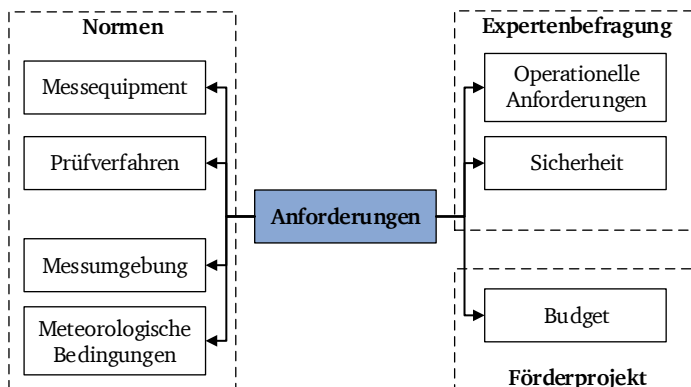 Normen
Messequipment
Prüfverfahren
Messumgebung
Meteorologische
Bedingungen
Anforderungen
Expertenbefragung
Operationelle
Anforderungen
Sicherheit
Budget
Förderprojekt